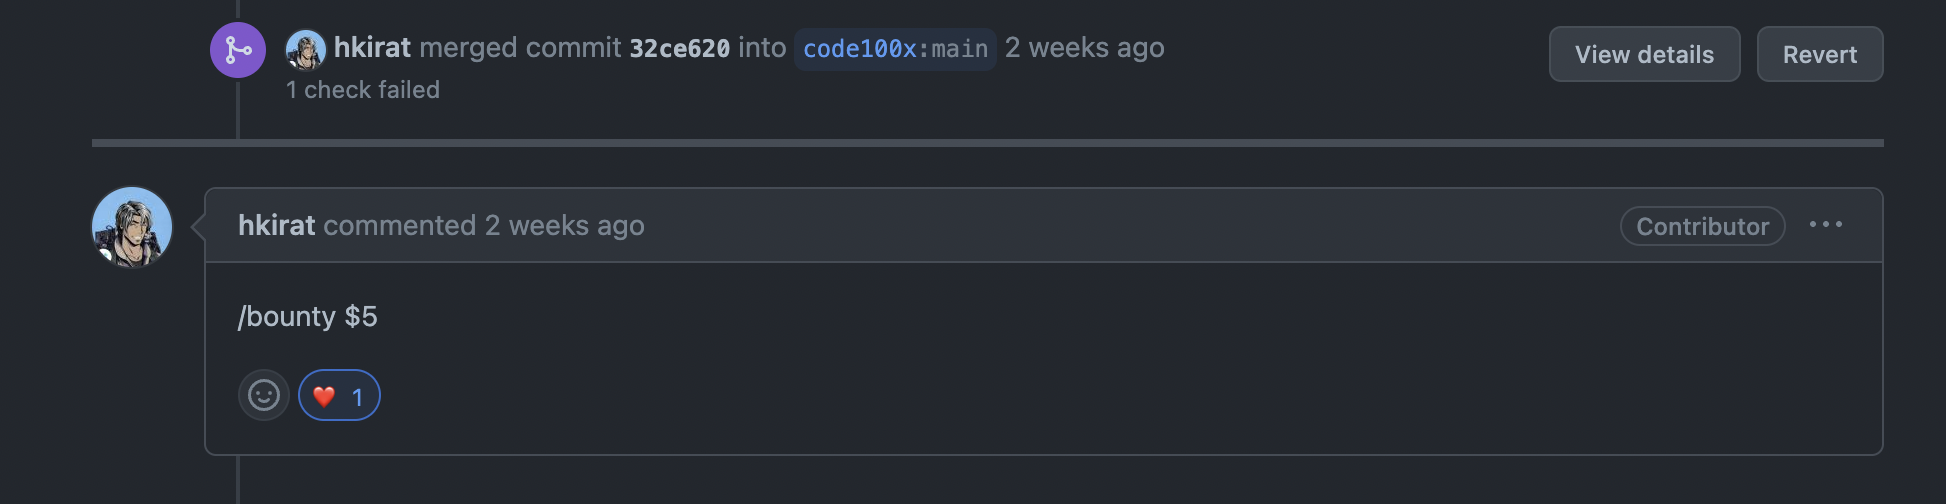 hkirat merged commit 32ce620 into code100x:main 2 weeks ago
View details
Revert
1 check failed
hkirat commented 2 weeks ago
Contributor
/bounty $5
1